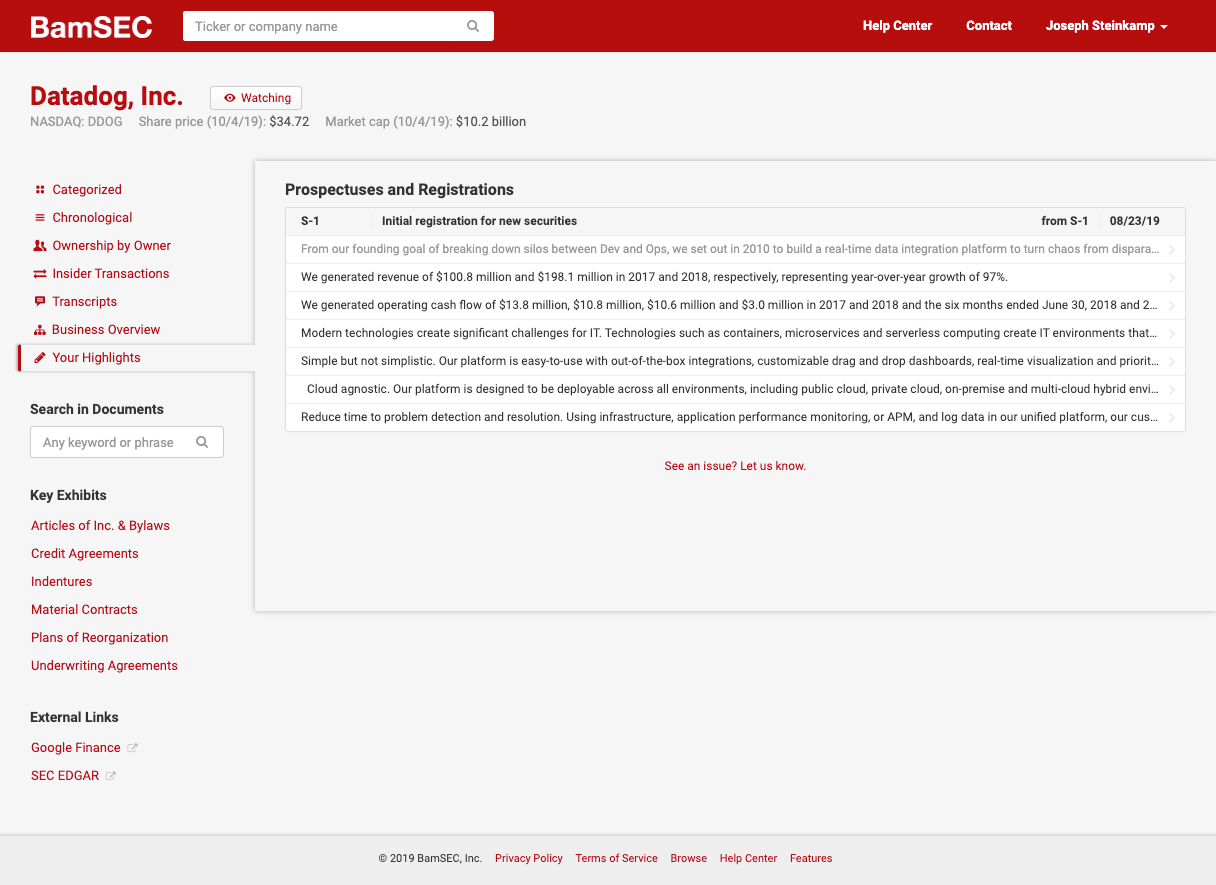 BamSEC
Ticker or company name
Help Center Contact Joseph Steinkamp
Datadog, Inc. Watching
NASDAQ: DDOG Share price (10/4/19): $34.72 Market cap (10/4/19): $10.2 billion
Categorized
Chronological
Ownership by Owner
Insider Transactions
Transcripts
Business Overview
Your Highlights
Search in Documents
Any keyword or phrase
Key Exhibits
Articles of Inc. & Bylaws
Credit Agreements
Indentures
Material Contracts
Plans of Reorganization
Underwriting Agreements
External Links
Google Finance
SEC EDGAR
Prospectuses and Registrations
S-1 Initial registration for new securities from S-1 08/23/19
From our founding goal of breaking down silos between Dev and Ops, we set out in 2010 to build a real-time data integration platform to turn chaos from dispara...
We generated revenue of $100.8 million and $198.1 million in 2017 and 2018, respectively, representing year-over-year growth of 97%.
We generated operating cash flow of $13.8 million, $10.8 million, $10.6 million and $3.0 million in 2017 and 2018 and the six months ended June 30, 2018 and 2...
Modern technologies create significant challenges for IT. Technologies such as containers, microservices and serverless computing create IT environments that...
Simple but not simplistic. Our platform is easy-to-use with out-of-the-box integrations, customizable drag and drop dashboards, real-time visualization and priorit...
Cloud agnostic. Our platform is designed to be deployable across all environments, including public cloud, private cloud, on-premise and multi-cloud hybrid envi...
Reduce time to problem detection and resolution. Using infrastructure, application performance monitoring, or APM, and log data in our unified platform, our cus...
See an issue? Let us know.
© 2019 BamSEC, Inc. Privacy Policy Terms of Service Browse Help Center Features